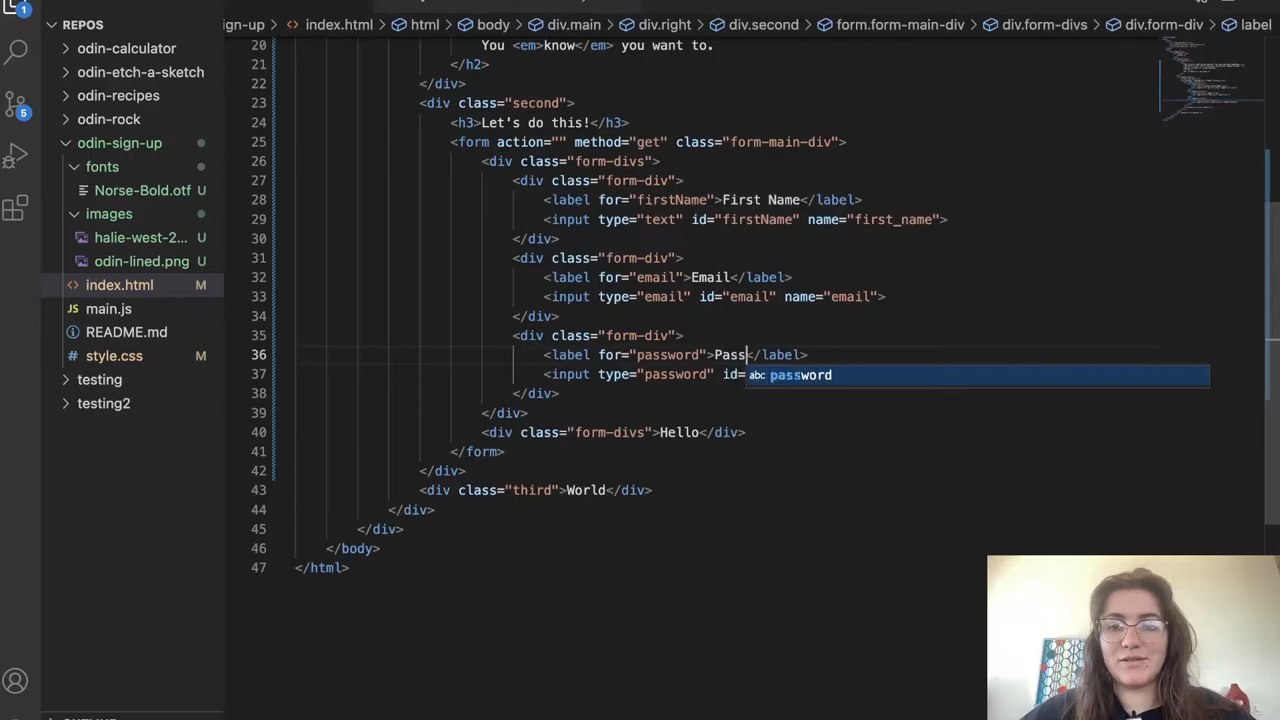 1
REPOS
sign-up > index.html > html > body > div.main > div.right > div.second > form.form-main-div > div.form-divs > div.form-div > label
odin-calculator
odin-etch-a-sketch
odin-recipes
odin-rock
odin-sign-up
fonts
Norse-Bold.otf U
images
halie-west-2... U
odin-lined.png U
index.html M
main.js
README.md
style.css M
testing
testing2
5
20 You <em>know</em> you want to.
21 </h2>
22 </div>
23 <div class="second">
24 <h3>Let's do this!</h3>
25 <form action="" method="get" class="form-main-div">
26 <div class="form-divs">
27 <div class="form-div">
28 <label for="firstName">First Name</label>
29 <input type="text" id="firstName" name="first_name">
30 </div>
31 <div class="form-div">
32 <label for="email">Email</label>
33 <input type="email" id="email" name="email">
34 </div>
35 <div class="form-div">
36 <label for="password">Pass</label>
37 <input type="password" id=
abc password
38 </div>
39 </div>
40 <div class="form-divs">Hello</div>
41 </form>
42 </div>
43 <div class="third">World</div>
44 </div>
45 </div>
46 </body>
47 </html>